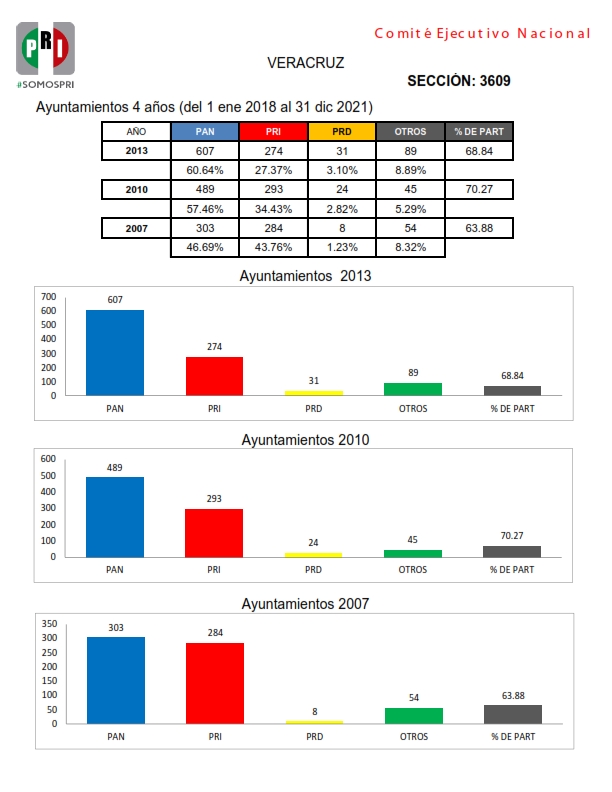 Comité Ejecutivo Nacional
PRI
#SOMOSPRI
VERACRUZ
SECCIÒN: 3609
Ayuntamientos 4 años (del 1 ene 2018 al 31 dic 2021)
AÑO PAN PRI PRD OTROS % DE PART
2013 607 274 31 89 68.84
60.64% 27.37% 3.10% 8.89%
2010 489 293 24 45 70.27
57.46% 34.43% 2.82% 5.29%
2007 303 284 8 54 63.88
46.69% 43.76% 1.23% 8.32%
Ayuntamientos 2013
700
600
500
400
300
200
100
0
607 274 31 89 68.84
PAN PRI PRD OTROS % DE PART
Ayuntamientos 2010
600
500
400
300
200
100
0
489 293 24 45 70.27
PAN PRI PRD OTROS % DE PART
Ayuntamientos 2007
350
300
250
200
150
100
50
0
303 284 8 54 63.88
PAN PRI PRD OTROS % DE PART